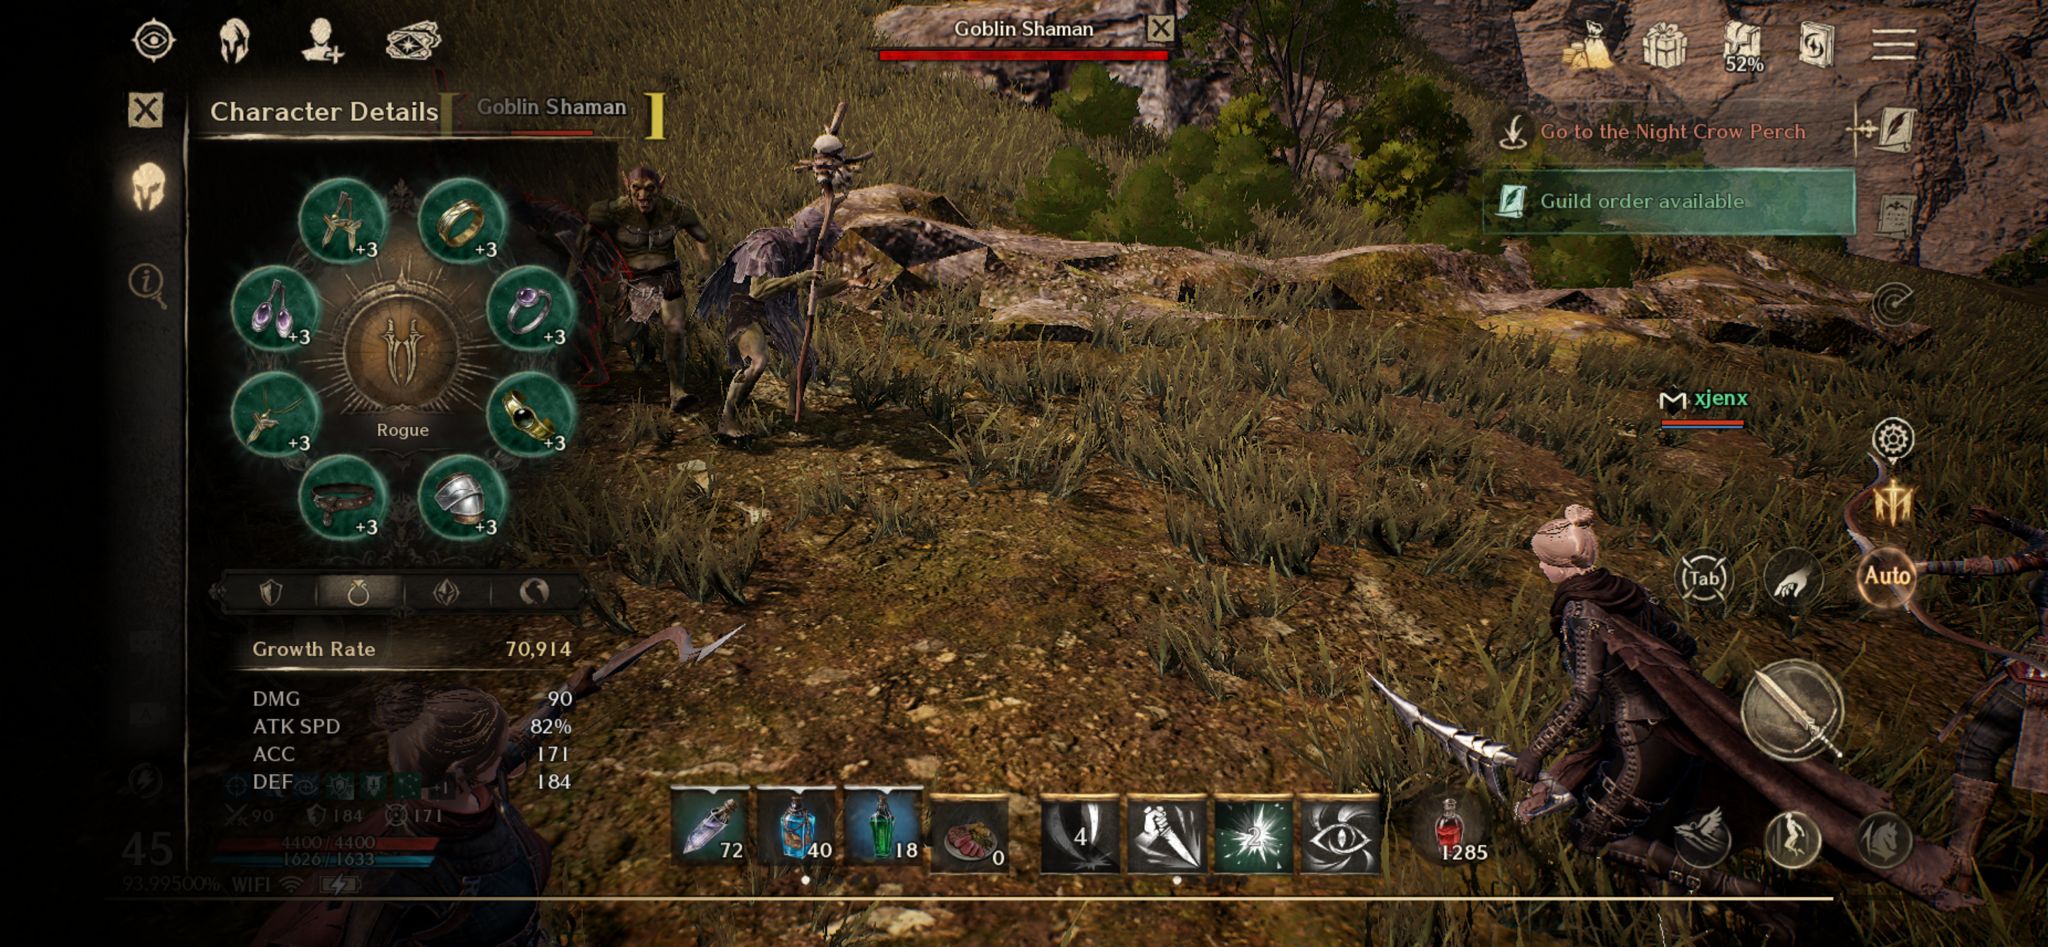 Goblin Shaman
52%
Character Details
Goblin Shaman
Go to the Night Crow Perch
Guild order available
+3
+3
+3
+3
+3
+3
+3
+3
Rogue
xjenx
Tab
Auto
Growth Rate 70,914
DMG 90
ATK SPD 82%
ACC 171
DEF 184
+1
90 184 171
45
4400/4400
1626/1633
93.99500% WIFI
72
40
18
0
4
2
1285